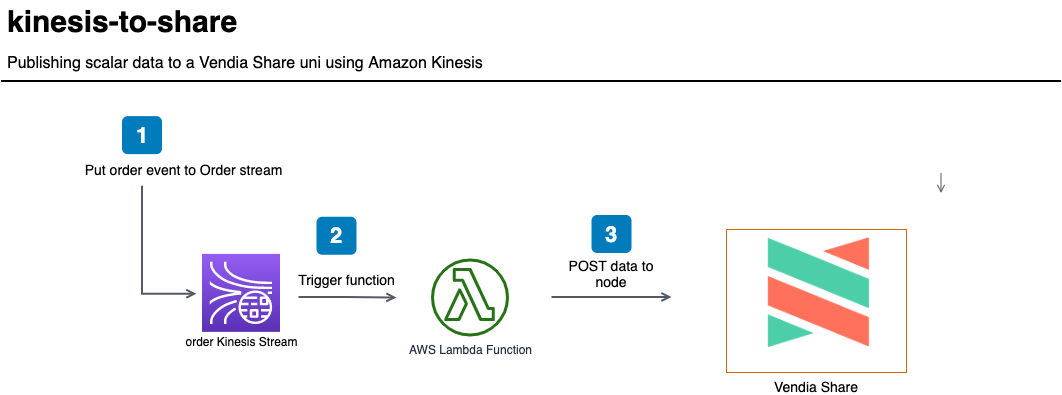 kinesis-to-share
Publishing scalar data to a Vendia Share uni using Amazon Kinesis
1
Put order event to Order stream
2
Trigger function
3
POST data to
node
order Kinesis Stream
AWS Lambda Function
Vendia Share